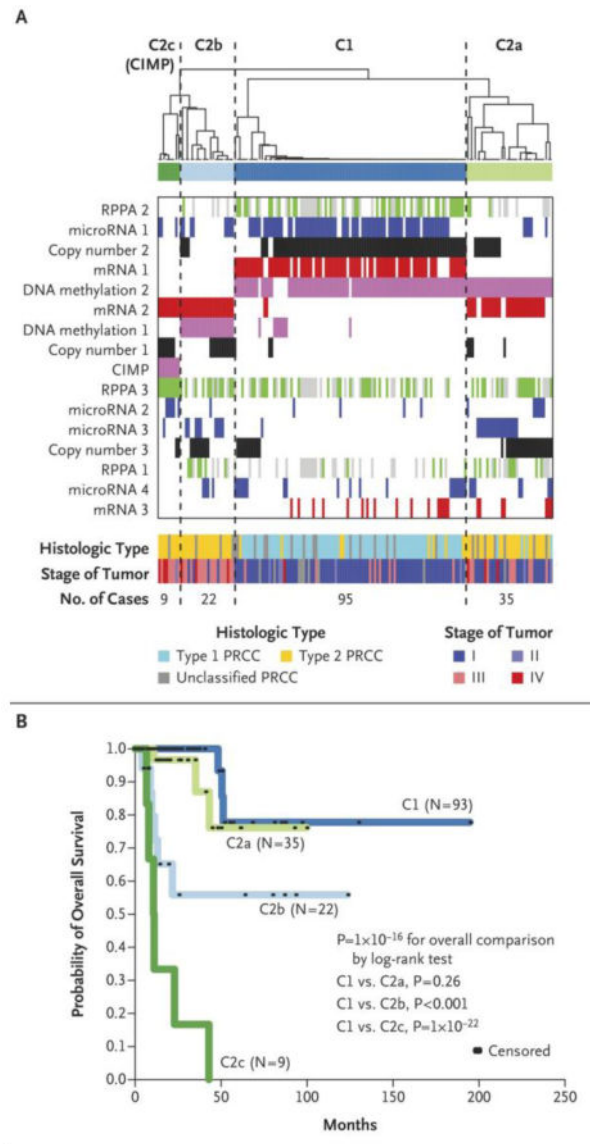 A
C2c
(CIMP)
C2b
C1
C2a
RPPA 2
microRNA 1
Copy number 2
mRNA 1
DNA methylation 2
mRNA 2
DNA methylation 1
Copy number 1
CIMP
RPPA 3
microRNA 2
microRNA 3
Copy number 3
RPPA 1
microRNA 4
mRNA 3
Histologic Type
Stage of Tumor
No. of Cases 9 22 95 35
Histologic Type
Type 1 PRCC Type 2 PRCC
Unclassified PRCC
Stage of Tumor
I II
III IV
B
Probability of Overall Survival
1.0
0.9
0.8
0.7
0.6
0.5
0.4
0.3
0.2
0.1
0.0
C1 (N=93)
C2a (N=35)
C2b (N=22)
C2c (N=9)
P=1×10−16 for overall comparison
by log-rank test
C1 vs. C2a, P=0.26
C1 vs. C2b, P<0.001
C1 vs. C2c, P=1×10−22
Censored
0 50 100 150 200 250
Months